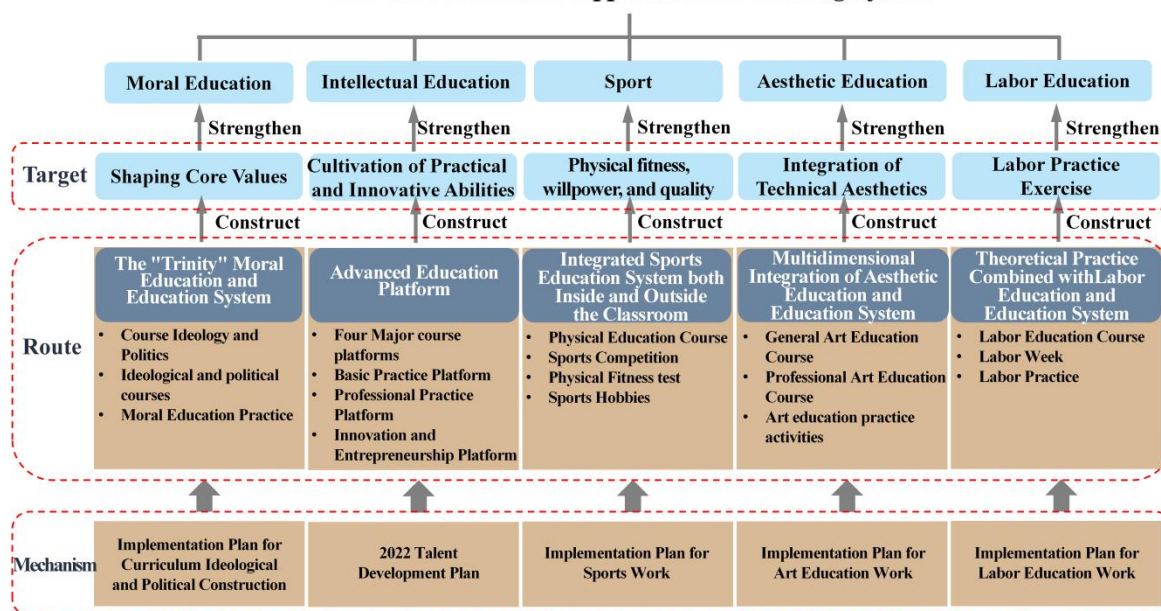 Moral Education
Intellectual Education
Sport
Aesthetic Education
Labor Education
Strengthen
Strengthen
Strengthen
Strengthen
Strengthen
Target
Shaping Core Values
Cultivation of Practical
and Innovative Abilities
Physical fitness,
willpower, and quality
Integration of
Technical Aesthetics
Labor Practice
Exercise
Construct
Construct
Construct
Construct
Construct
Route
The "Trinity" Moral
Education and
Education System
• Course Ideology and
Politics
• Ideological and political
courses
• Moral Education Practice
Advanced Education
Platform
• Four Major course
platforms
• Basic Practice Platform
• Professional Practice
Platform
• Innovation and
Entrepreneurship Platform
Integrated Sports
Education System both
Inside and Outside
the Classroom
• Physical Education Course
• Sports Competition
• Physical Fitness test
• Sports Hobbies
Multidimensional
Integration of Aesthetic
Education and
Education System
• General Art Education
Course
• Professional Art Education
Course
• Art education practice
activities
Theoretical Practice
Combined withLabor
Education and
Education System
• Labor Education Course
• Labor Week
• Labor Practice
Mechanism
Implementation Plan for
Curriculum Ideological
and Political Construction
2022 Talent
Development Plan
Implementation Plan for
Sports Work
Implementation Plan for
Art Education Work
Implementation Plan for
Labor Education Work